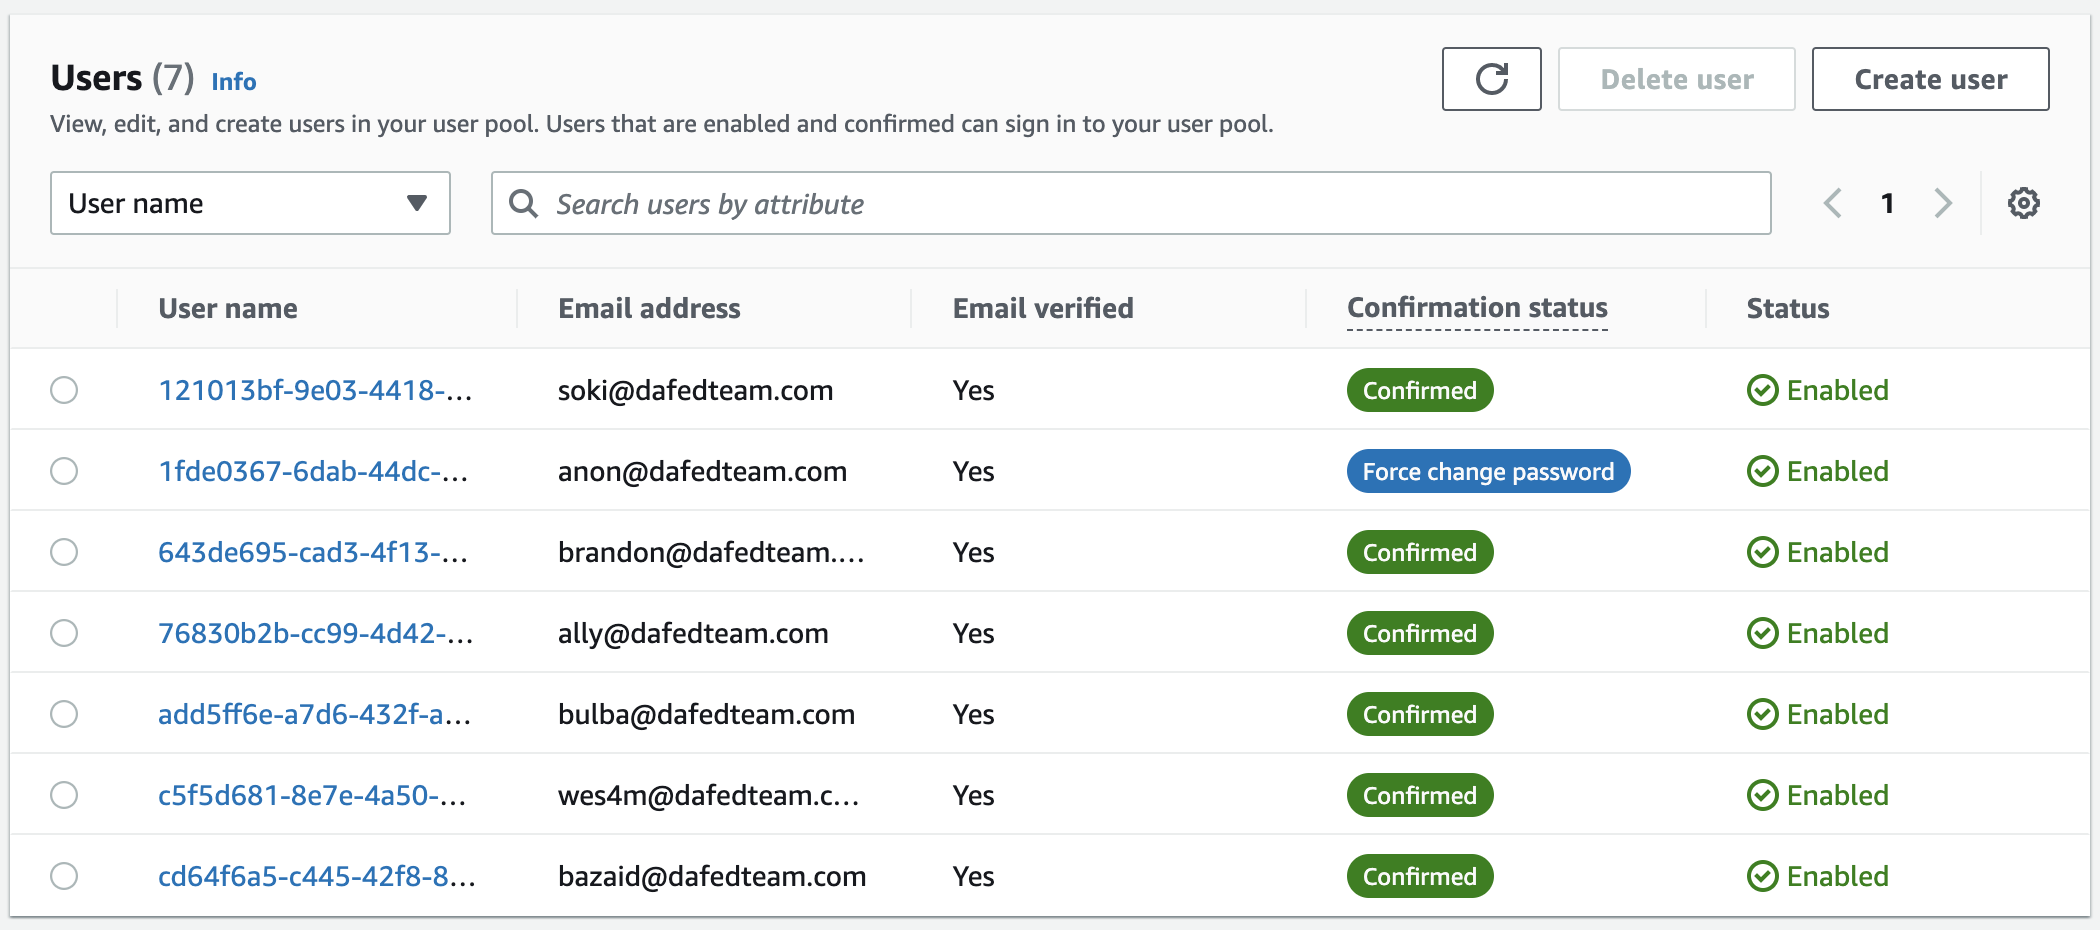 Users (7) Info
Delete user
Create user
View, edit, and create users in your user pool. Users that are enabled and confirmed can sign in to your user pool.
User name
Search users by attribute
1
User name Email address Email verified Confirmation status Status
121013bf-9e03-4418-... soki@dafedteam.com Yes Confirmed Enabled
1fde0367-6dab-44dc-... anon@dafedteam.com Yes Force change password Enabled
643de695-cad3-4f13-... brandon@dafedteam.... Yes Confirmed Enabled
76830b2b-cc99-4d42-... ally@dafedteam.com Yes Confirmed Enabled
add5ff6e-a7d6-432f-a... bulba@dafedteam.com Yes Confirmed Enabled
c5f5d681-8e7e-4a50-... wes4m@dafedteam.c... Yes Confirmed Enabled
cd64f6a5-c445-42f8-8... bazaid@dafedteam.com Yes Confirmed Enabled